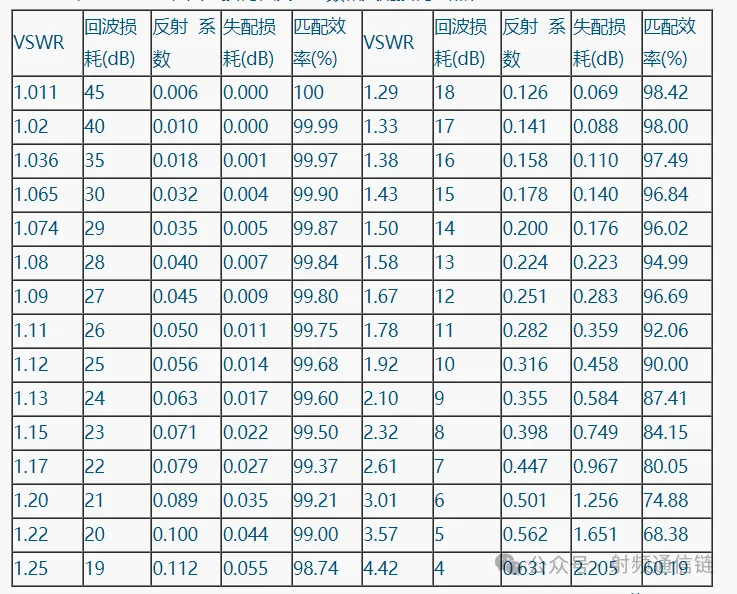 VSWR 回波损耗(dB) 反射 系数 失配损耗(dB) 匹配效率(%) VSWR 回波损耗(dB) 反射 系数 失配损耗(dB) 匹配效率(%)
1.011 45 0.006 0.000 100 1.29 18 0.126 0.069 98.42
1.02 40 0.010 0.000 99.99 1.33 17 0.141 0.088 98.00
1.036 35 0.018 0.001 99.97 1.38 16 0.158 0.110 97.49
1.065 30 0.032 0.004 99.90 1.43 15 0.178 0.140 96.84
1.074 29 0.035 0.005 99.87 1.50 14 0.200 0.176 96.02
1.08 28 0.040 0.007 99.84 1.58 13 0.224 0.223 94.99
1.09 27 0.045 0.009 99.80 1.67 12 0.251 0.283 96.69
1.11 26 0.050 0.011 99.75 1.78 11 0.282 0.359 92.06
1.12 25 0.056 0.014 99.68 1.92 10 0.316 0.458 90.00
1.13 24 0.063 0.017 99.60 2.10 9 0.355 0.584 87.41
1.15 23 0.071 0.022 99.50 2.32 8 0.398 0.749 84.15
1.17 22 0.079 0.027 99.37 2.61 7 0.447 0.967 80.05
1.20 21 0.089 0.035 99.21 3.01 6 0.501 1.256 74.88
1.22 20 0.100 0.044 99.00 3.57 5 0.562 1.651 68.38
1.25 19 0.112 0.055 98.74 4.42 4 0.631 2.205 60.19
公众号 · 射频通信链